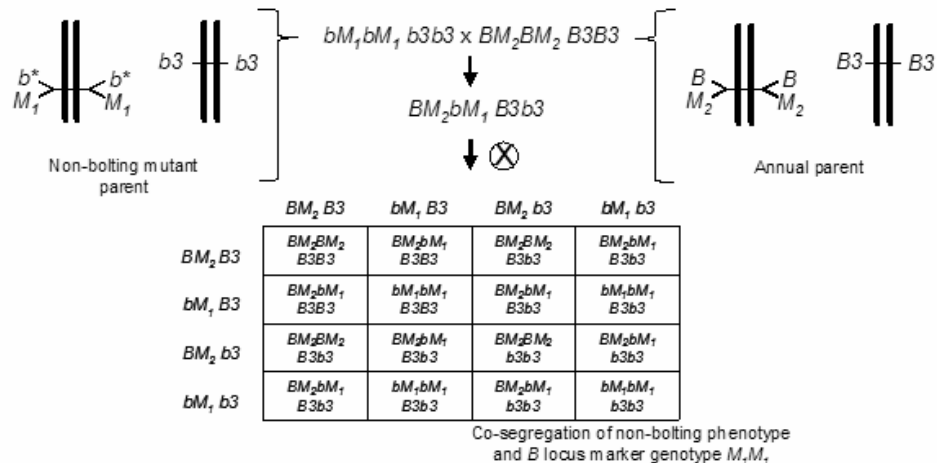 bM₁bM₁ b3b3 x BM₂BM₂ B3B3
b* b* b3 b3
M₁ M₁
B B B3 B3
M₂ M₂
BM₂bM₁ B3b3
X
Non-bolting mutant
parent
Annual parent
BM₂ B3 bM₁ B3 BM₂ b3 bM₁ b3
BM₂ B3
BM₂BM₂ BM₂bM₁ BM₂BM₂ BM₂bM₁
B3B3 B3B3 B3b3 B3b3
bM₁ B3
BM₂bM₁ bM₁bM₁ BM₂bM₁ bM₁bM₁
B3B3 B3B3 B3b3 B3b3
BM₂ b3
BM₂BM₂ BM₂bM₁ BM₂BM₂ BM₂bM₁
B3b3 B3b3 b3b3 b3b3
bM₁ b3
BM₂bM₁ bM₁bM₁ BM₂bM₁ bM₁bM₁
B3b3 B3b3 b3b3 b3b3
Co-segregation of non-bolting phenotype
and B locus marker genotype M₁M₁